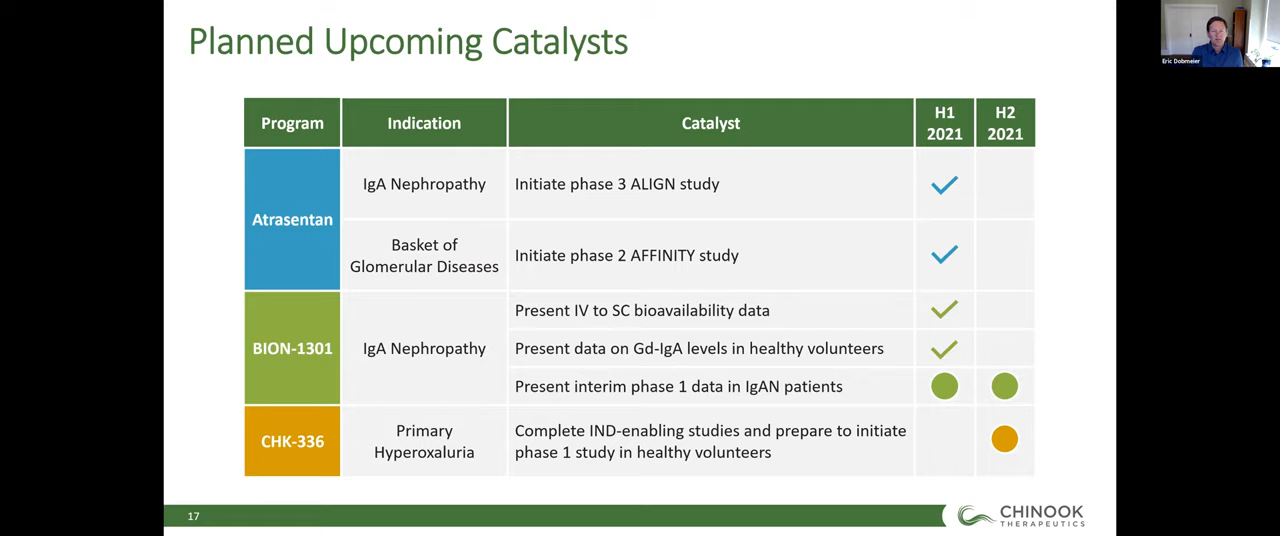 Planned Upcoming Catalysts
Eric Dobmeier
Program
Indication
Catalyst
H1
2021
H2
2021
Atrasentan
IgA Nephropathy
Initiate phase 3 ALIGN study
Basket of
Glomerular Diseases
Initiate phase 2 AFFINITY study
BION-1301
IgA Nephropathy
Present IV to SC bioavailability data
Present data on Gd-IgA levels in healthy volunteers
Present interim phase 1 data in IgAN patients
CHK-336
Primary
Hyperoxaluria
Complete IND-enabling studies and prepare to initiate
phase 1 study in healthy volunteers
17
CHINOOK
THERAPEUTICS